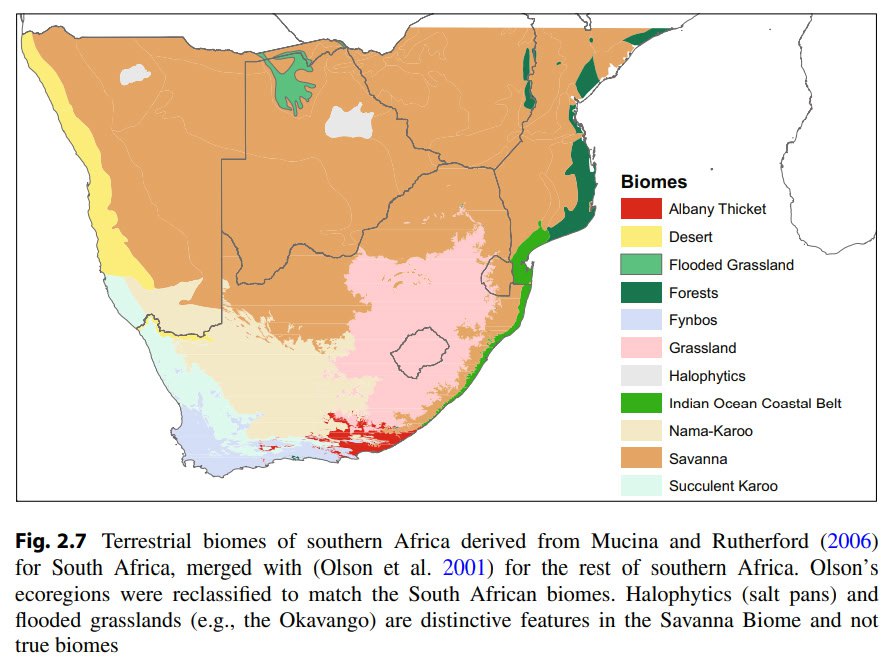 Biomes
Albany Thicket
Desert
Flooded Grassland
Forests
Fynbos
Grassland
Halophytics
Indian Ocean Coastal Belt
Nama-Karoo
Savanna
Succulent Karoo
Fig. 2.7 Terrestrial biomes of southern Africa derived from Mucina and Rutherford (2006)
for South Africa, merged with (Olson et al. 2001) for the rest of southern Africa. Olson's
ecoregions were reclassified to match the South African biomes. Halophytics (salt pans) and
flooded grasslands (e.g., the Okavango) are distinctive features in the Savanna Biome and not
true biomes